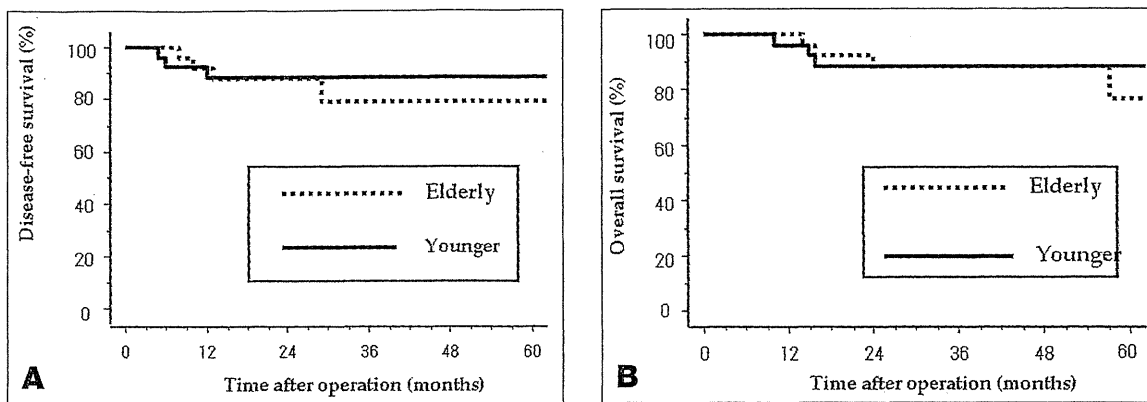 Disease-free survival (%)
100
80
60
40
20
0
Elderly
Younger
0 12 24 36 48 60
Time after operation (months)
A
Overall survival (%)
100
80
60
40
20
0
Elderly
Younger
0 12 24 36 48 60
Time after operation (months)
B